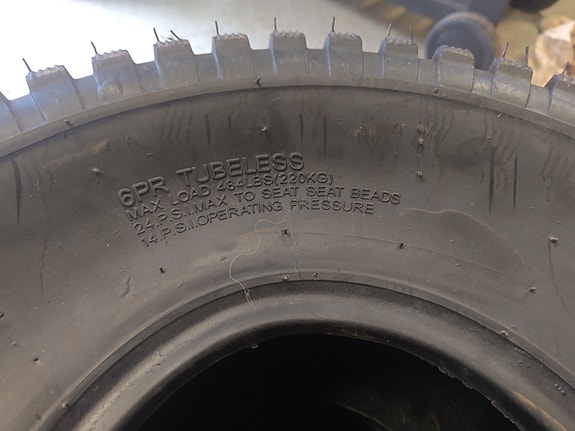 6PR TUBELESS
MAX LOAD 484LBS(220KG)
24.P.S.I.MAX TO SEAT SEAT BEADS
14.P.S.I.OPERATING PRESSURE